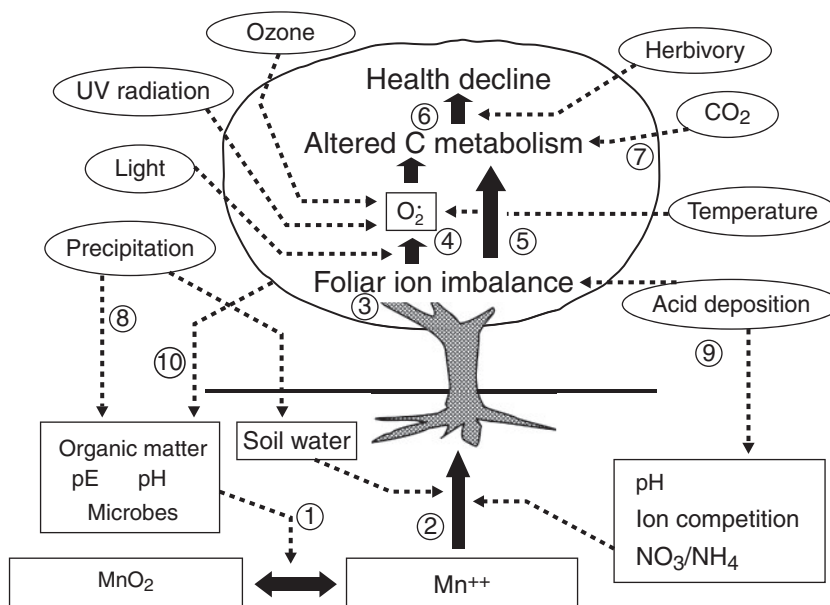 Ozone
Herbivory
Health decline
UV radiation
⑥
CO₂
Altered C metabolism
⑦
Light
O₂̇
Temperature
④
⑤
Precipitation
Foliar ion imbalance
③
Acid deposition
⑧
⑨
⑩
Organic matter
Soil water
pE pH
Microbes
pH
①
②
Ion competition
NO₃/NH₄
MnO₂
Mn⁺⁺